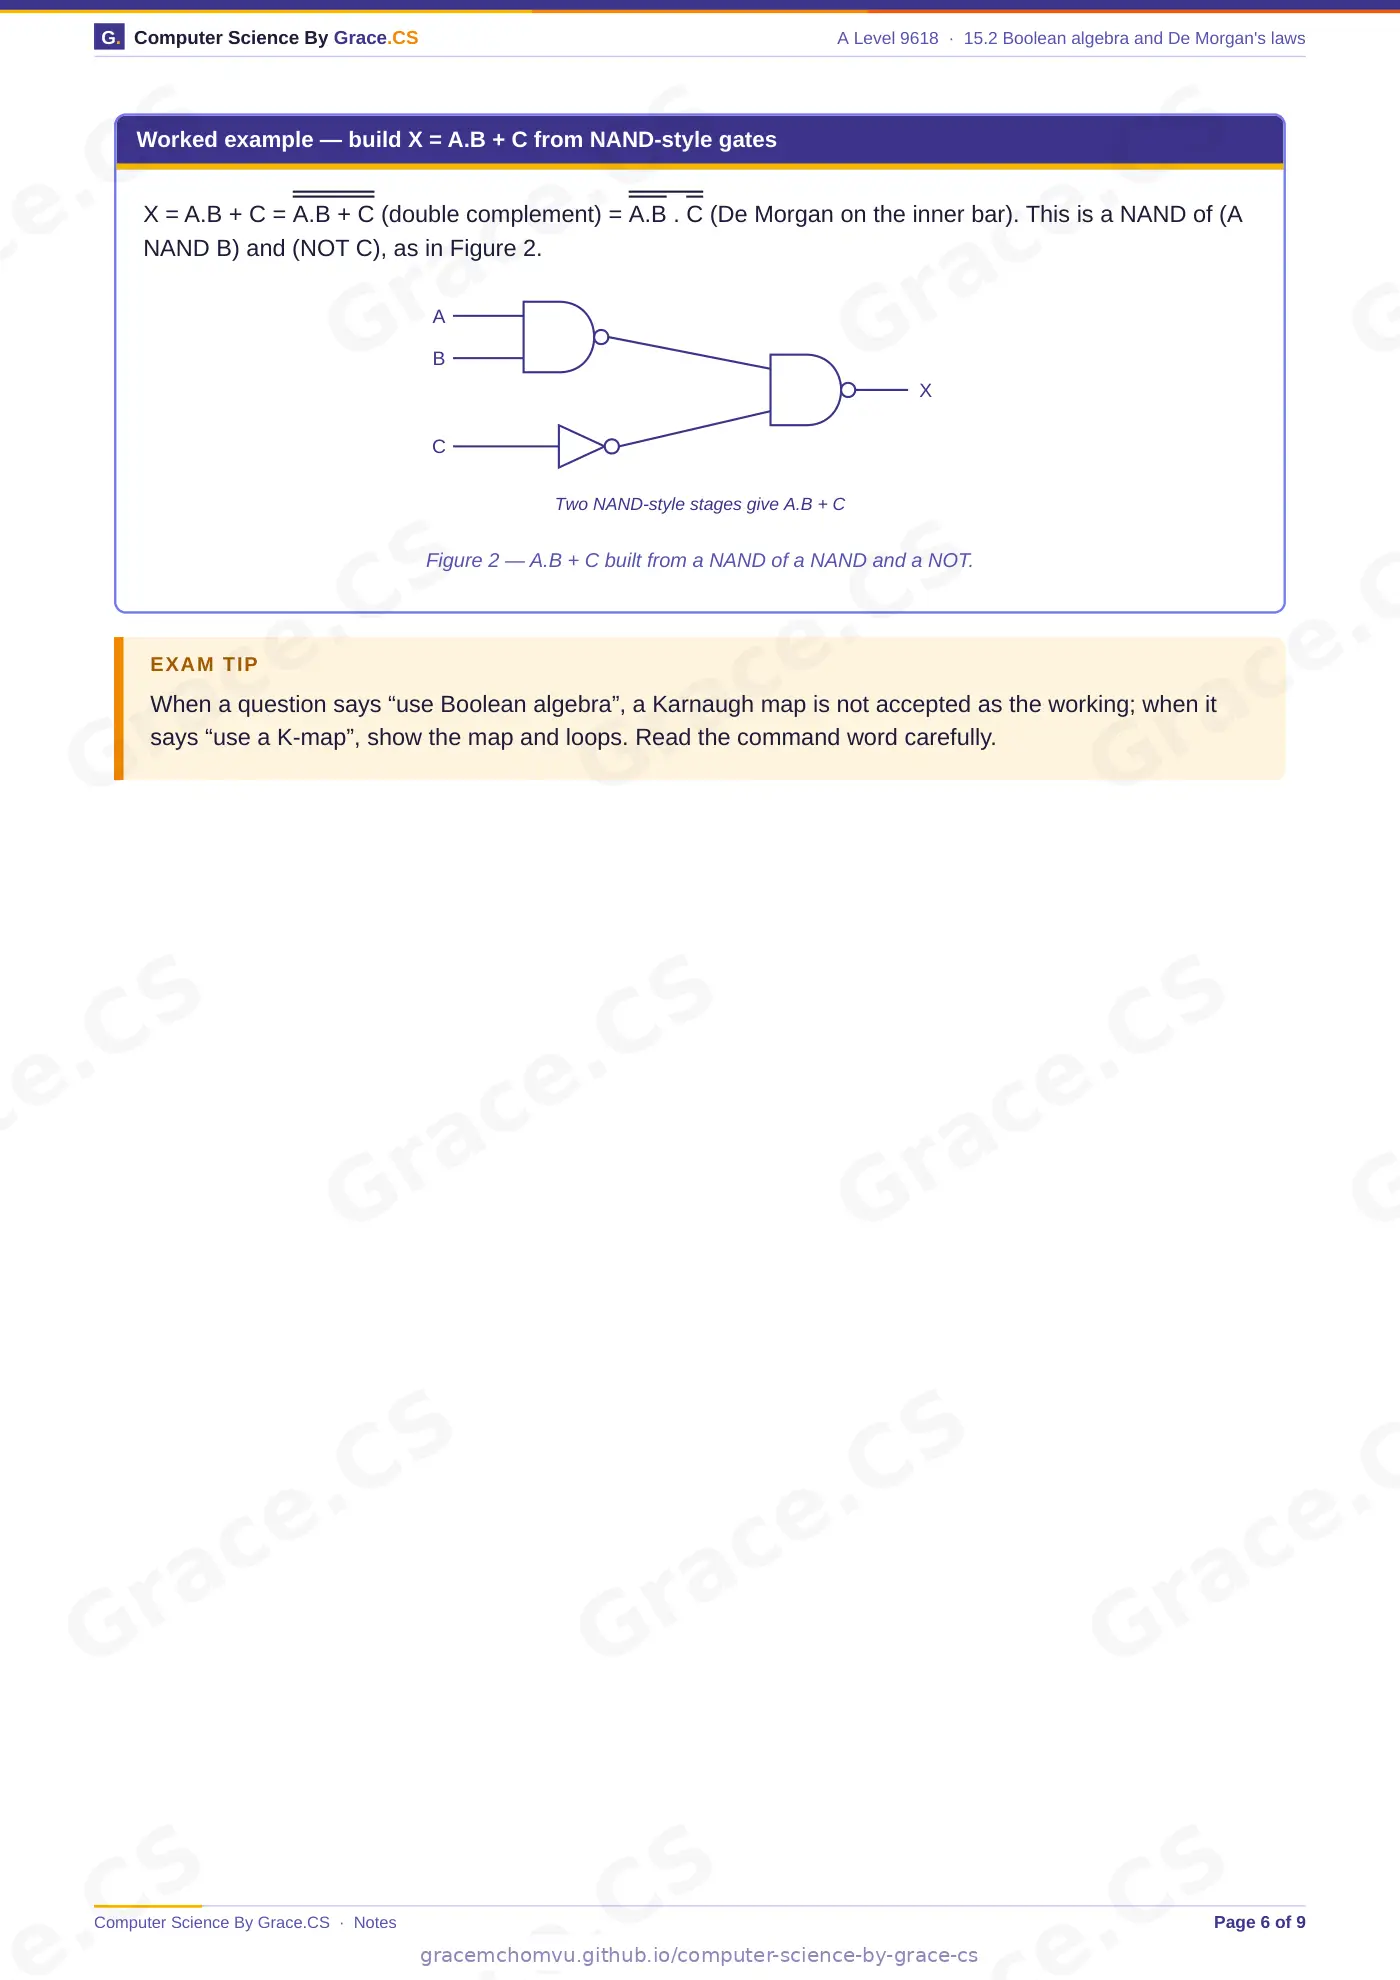 G. Computer Science By Grace.CS
A Level 9618 · 15.2 Boolean algebra and De Morgan's laws
Worked example — build X = A.B + C from NAND-style gates
X = A.B + C = A̿.̿B̿ ̿+̿ ̿C̿ (double complement) = A̿.̿B̿ ̅.̅ ̅C̿ (De Morgan on the inner bar). This is a NAND of (A
NAND B) and (NOT C), as in Figure 2.
A
B
X
C
Two NAND-style stages give A.B + C
Figure 2 — A.B + C built from a NAND of a NAND and a NOT.
EXAM TIP
When a question says “use Boolean algebra”, a Karnaugh map is not accepted as the working; when it
says “use a K-map”, show the map and loops. Read the command word carefully.
Computer Science By Grace.CS · Notes
Page 6 of 9
gracemchomvu.github.io/computer-science-by-grace-cs
Grace.CS